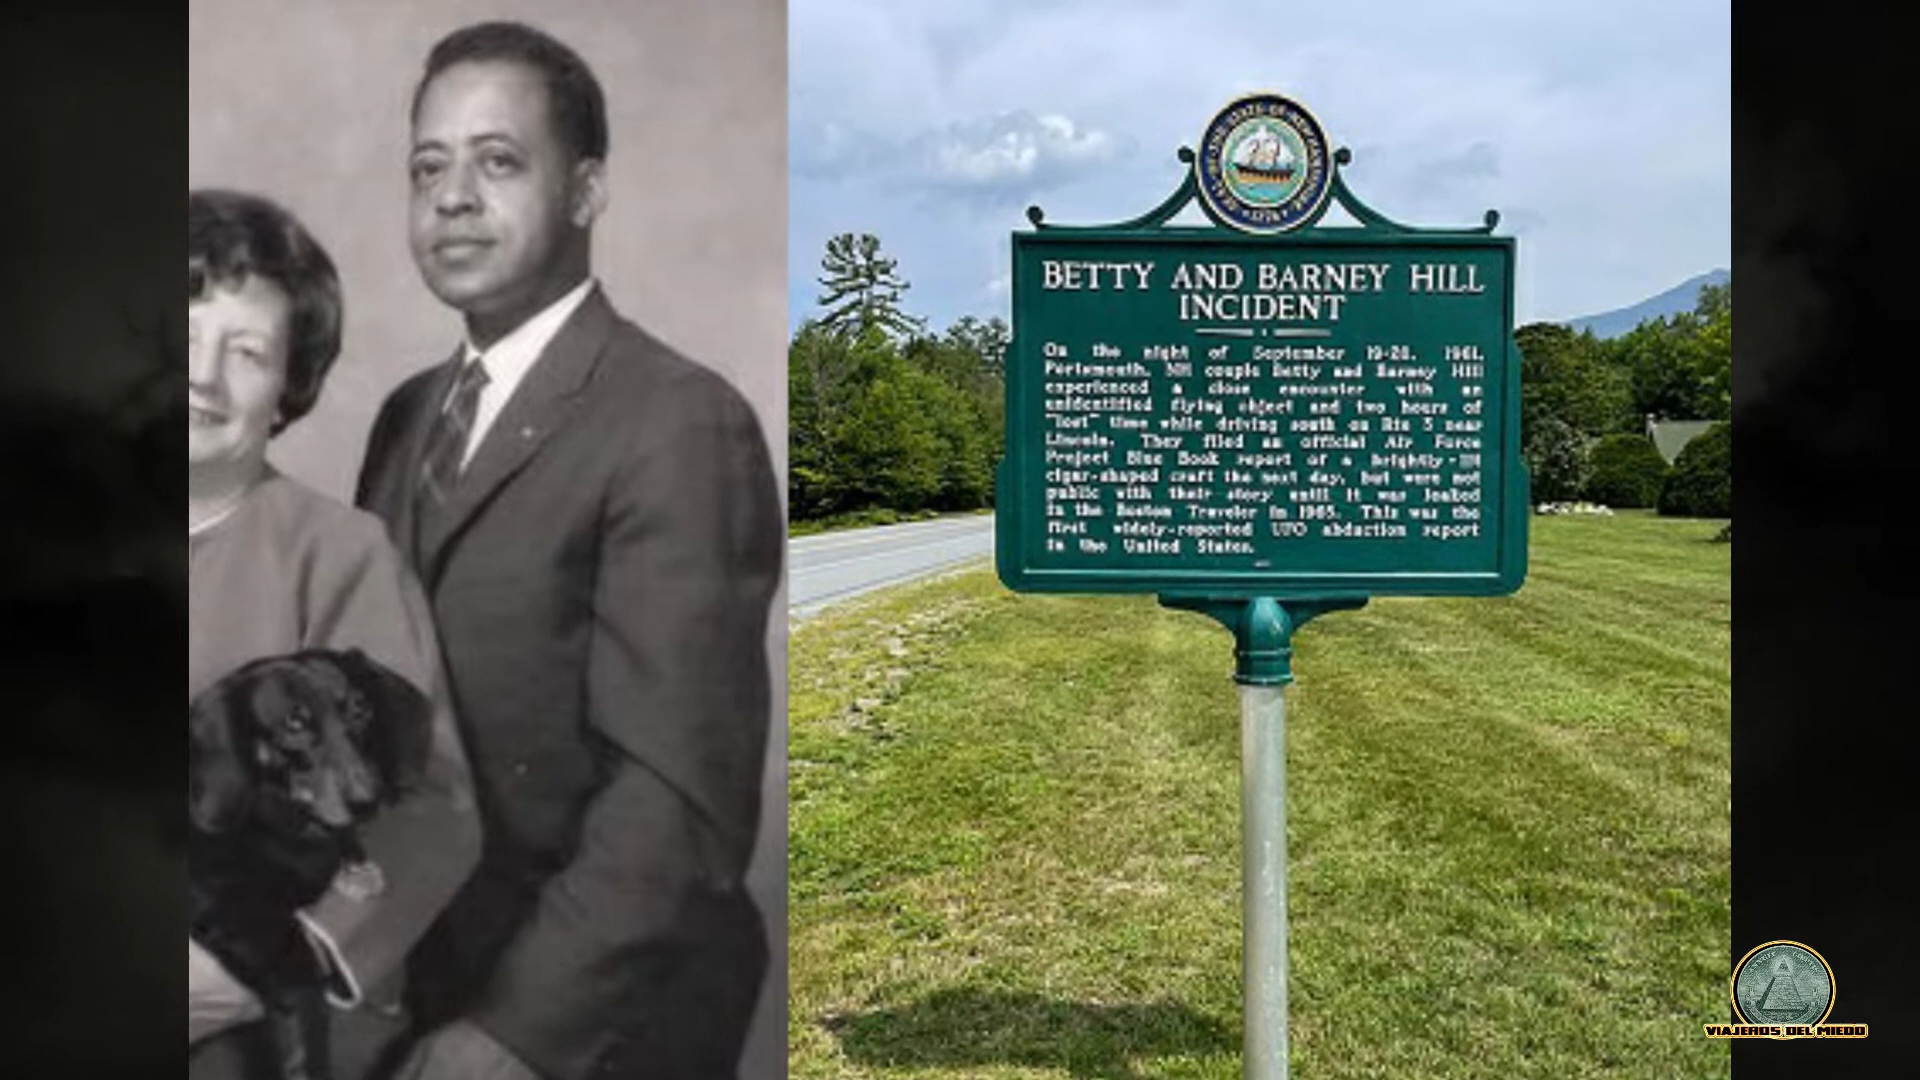 BETTY AND BARNEY HILL
INCIDENT
On the night of September 19-20, 1961,
Portsmouth, NH couple Betty and Barney Hill
experienced a close encounter with an
unidentified flying object and two hours of
"lost" time while driving south on Rte 3 near
Lincoln. They filed an official Air Force
Project Blue Book report of a brightly-lit
cigar-shaped craft the next day, but were not
public with their story until it was leaked
in the Boston Traveler in 1965. This was the
first widely-reported UFO abduction report
in the United States.
VIAJEROS DEL MIEDO